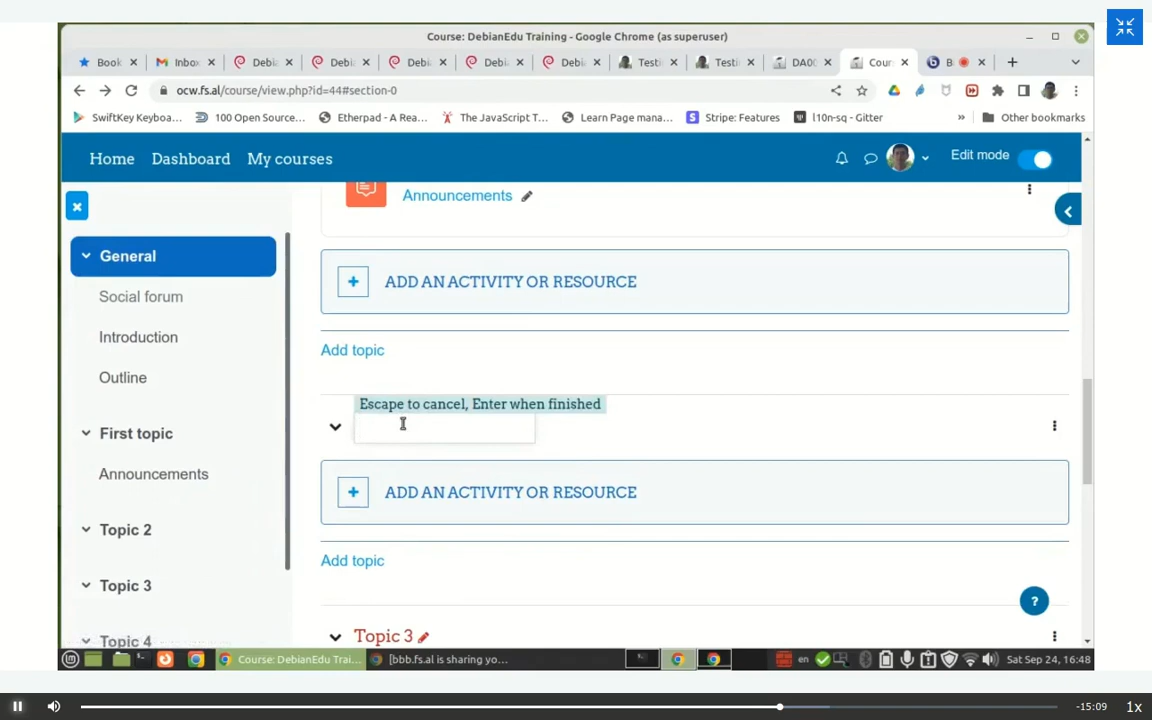 Course: DebianEdu Training - Google Chrome (as superuser)
Book
Inbox
Debi
Debi
Debi
Debi
Debi
Testi
Testi
DA00
Cour
B
ocw.fs.al/course/view.php?id=44#section-0
SwiftKey Keyboa...
100 Open Source...
Etherpad - A Rea...
The JavaScript T...
Learn Page mana...
Stripe: Features
l10n-sq - Gitter
»
Other bookmarks
Home
Dashboard
My courses
Edit mode
Announcements
General
ADD AN ACTIVITY OR RESOURCE
Social forum
Introduction
Add topic
Outline
Escape to cancel, Enter when finished
First topic
Announcements
ADD AN ACTIVITY OR RESOURCE
Topic 2
Add topic
Topic 3
?
Topic 4
Topic 3
Course: DebianEdu Trai...
[bbb.fs.al is sharing yo...
en
Sat Sep 24, 16:48
-15:09
1x